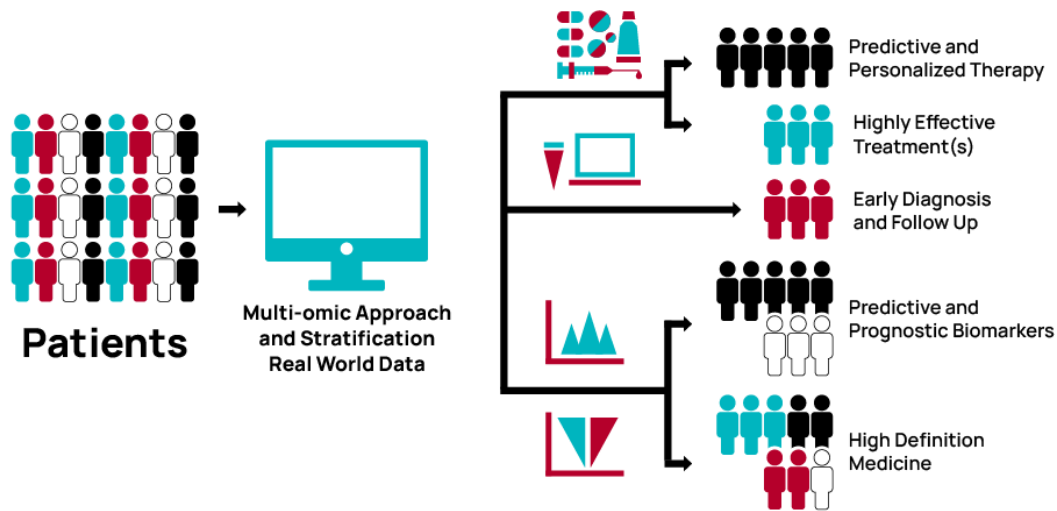 Patients
Multi-omic Approach
and Stratification
Real World Data
Predictive and
Personalized Therapy
Highly Effective
Treatment(s)
Early Diagnosis
and Follow Up
Predictive and
Prognostic Biomarkers
High Definition
Medicine